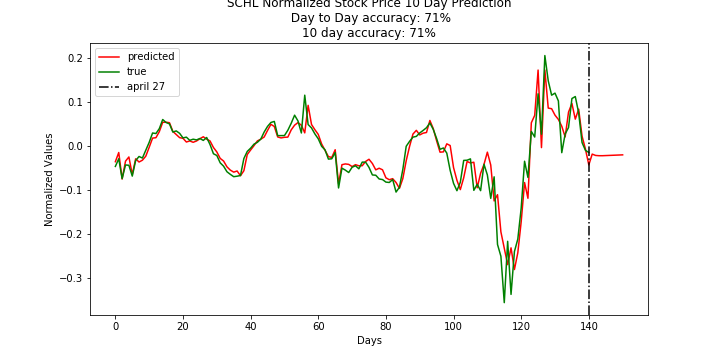 SCHL Normalized Stock Price 10 Day Prediction
Day to Day accuracy: 71%
10 day accuracy: 71%
predicted
true
april 27
Normalized Values
0.2
0.1
0.0
−0.1
−0.2
−0.3
0
20
40
60
80
100
120
140
Days